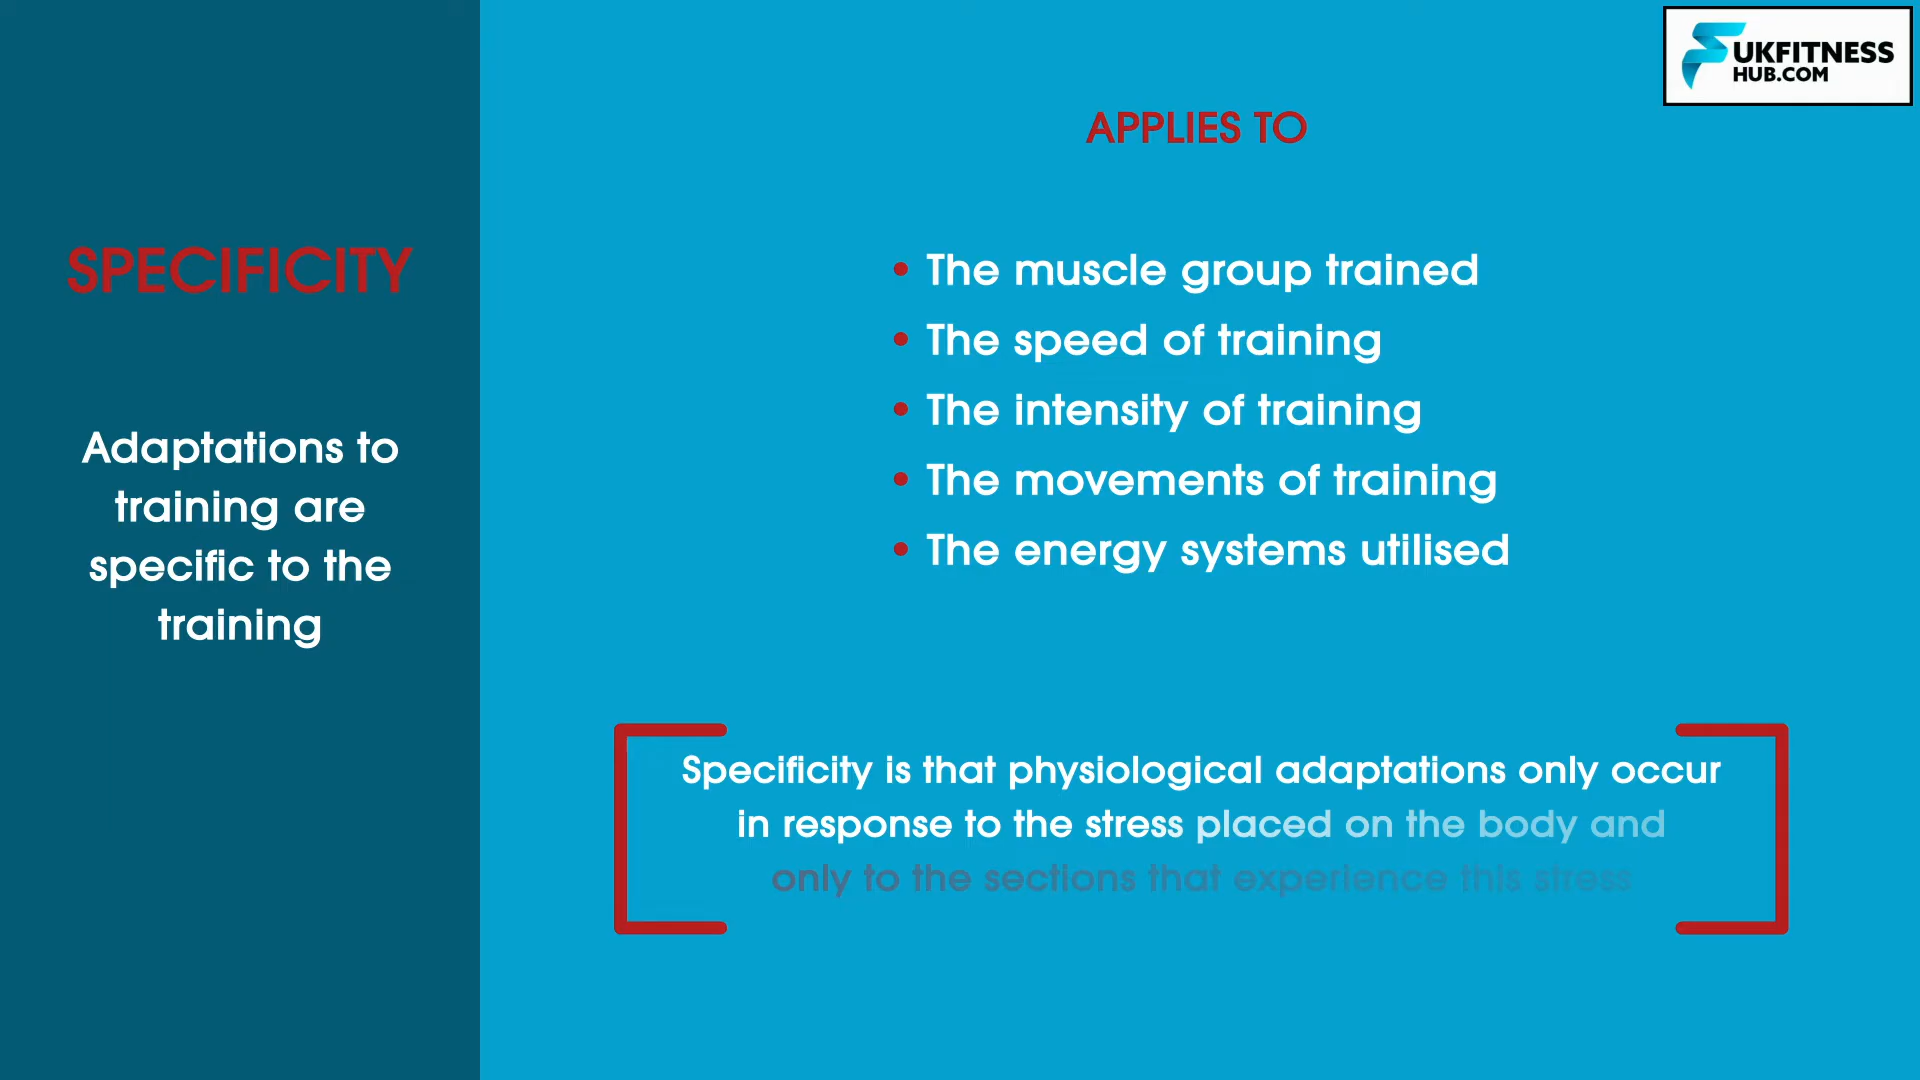 UKFITNESS
HUB.COM
SPECIFICITY
Adaptations to
training are
specific to the
training
APPLIES TO
• The muscle group trained
• The speed of training
• The intensity of training
• The movements of training
• The energy systems utilised
Specificity is that physiological adaptations only occur
in response to the stress placed on the body and
only to the sections that experience this stress